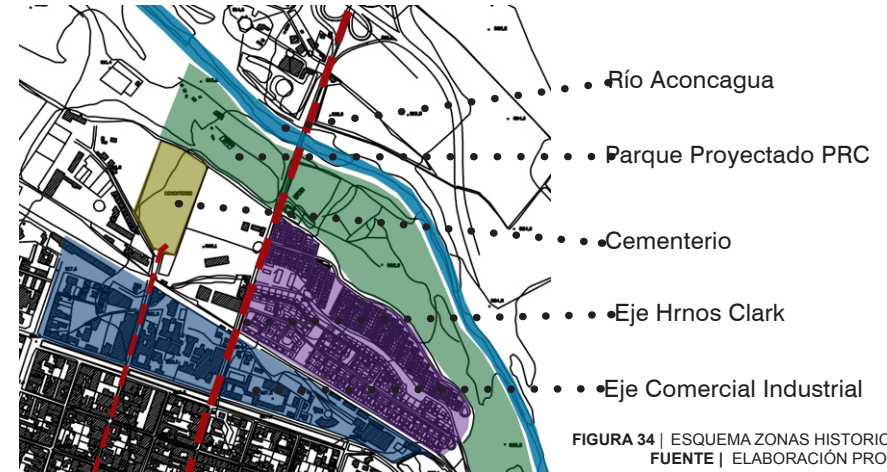 Río Aconcagua
Parque Proyectado PRC
Cementerio
Eje Hrnos Clark
Eje Comercial Industrial
CEMENTERIO
FIGURA 34 | ESQUEMA ZONAS HISTORIC
FUENTE | ELABORACIÓN PRO